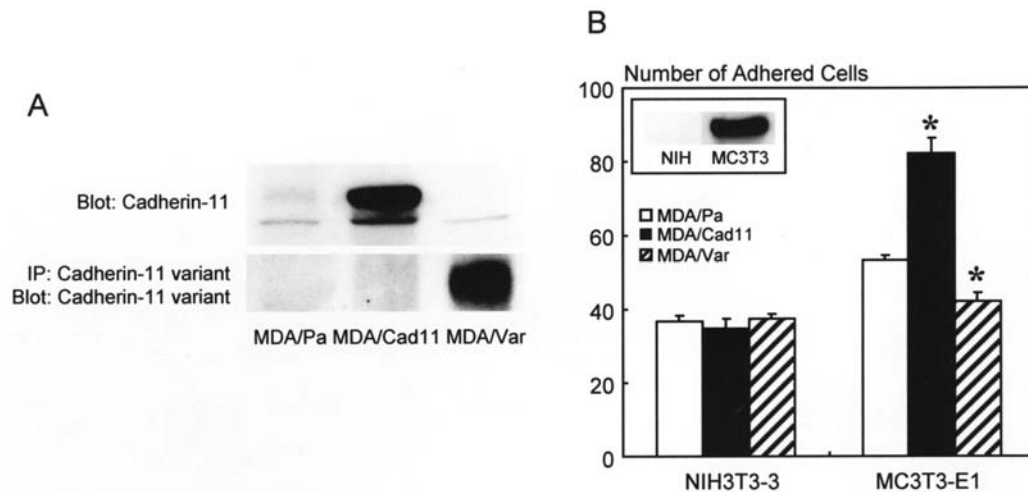 A
Blot: Cadherin-11
IP: Cadherin-11 variant
Blot: Cadherin-11 variant
MDA/Pa MDA/Cad11 MDA/Var
B
Number of Adhered Cells
100
80
60
40
20
0
NIH MC3T3
MDA/Pa
MDA/Cad11
MDA/Var
*
*
NIH3T3-3 MC3T3-E1